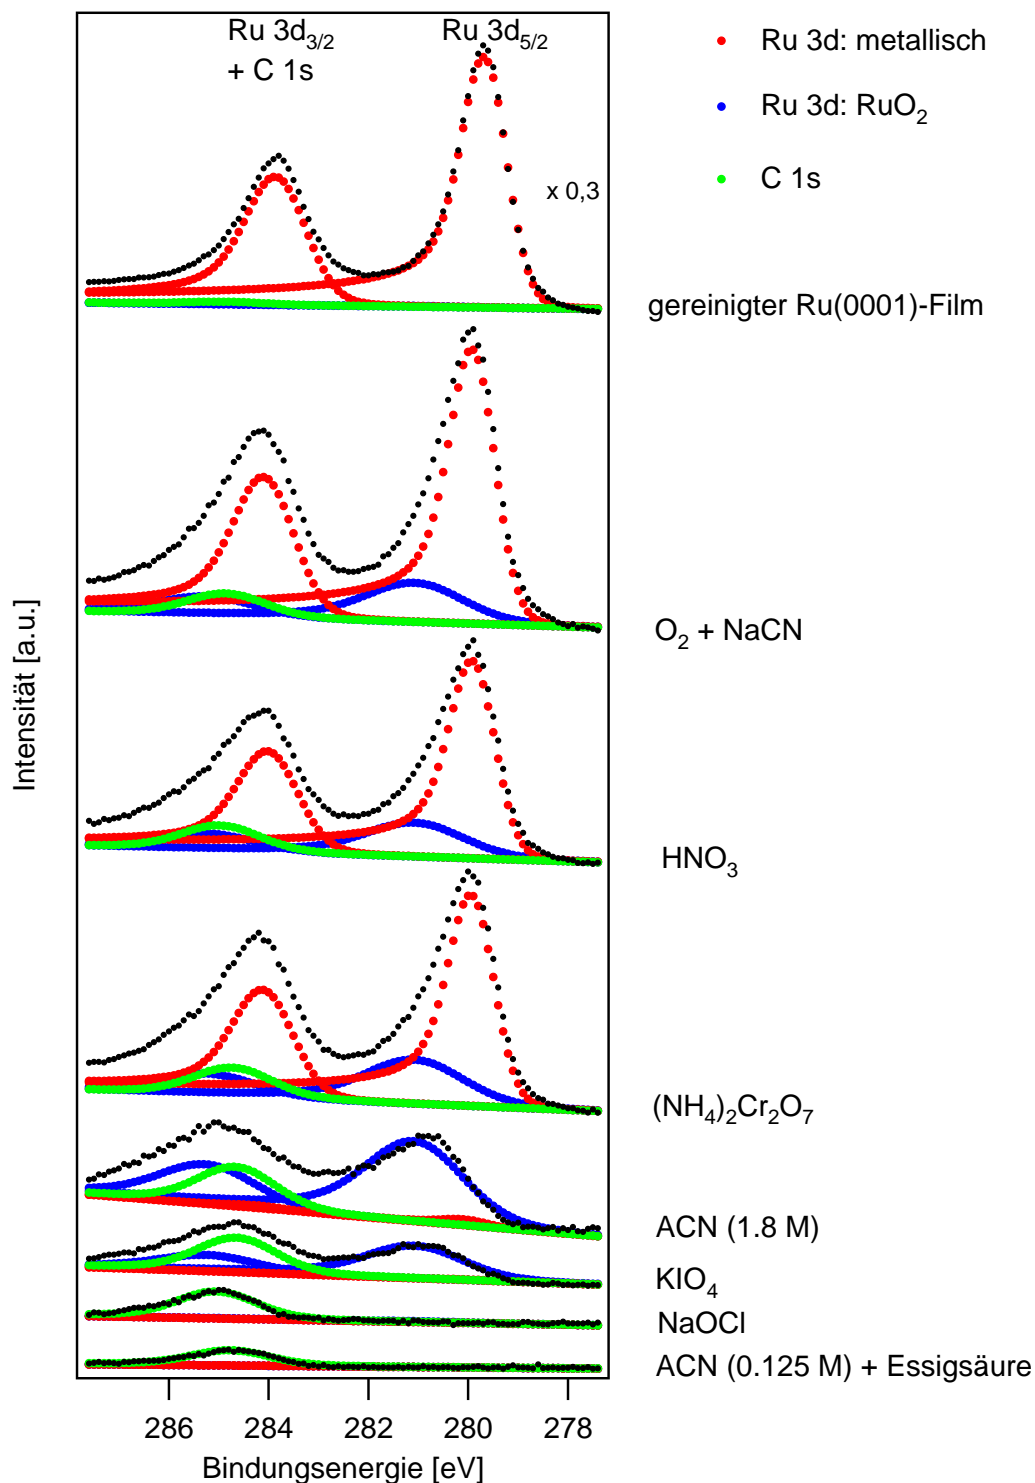 Ru 3d3/2
+ C 1s
Ru 3d5/2
x 0,3
Ru 3d: metallisch
Ru 3d: RuO2
C 1s
gereinigter Ru(0001)-Film
O2 + NaCN
HNO3
(NH4)2Cr2O7
ACN (1.8 M)
KIO4
NaOCl
ACN (0.125 M) + Essigsäure
Intensität [a.u.]
286 284 282 280 278
Bindungsenergie [eV]